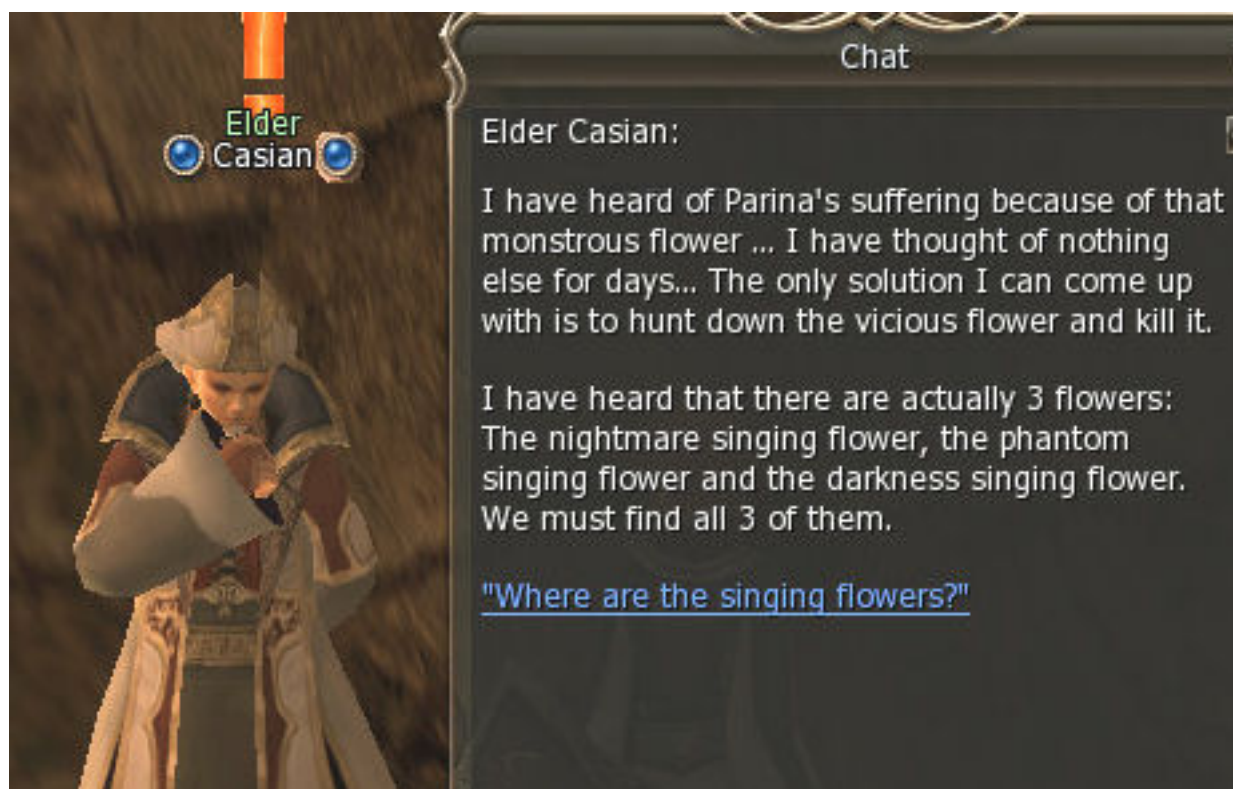 Elder
Casian
Chat
Elder Casian:
I have heard of Parina's suffering because of that
monstrous flower ... I have thought of nothing
else for days... The only solution I can come up
with is to hunt down the vicious flower and kill it.
I have heard that there are actually 3 flowers:
The nightmare singing flower, the phantom
singing flower and the darkness singing flower.
We must find all 3 of them.
"Where are the singing flowers?"